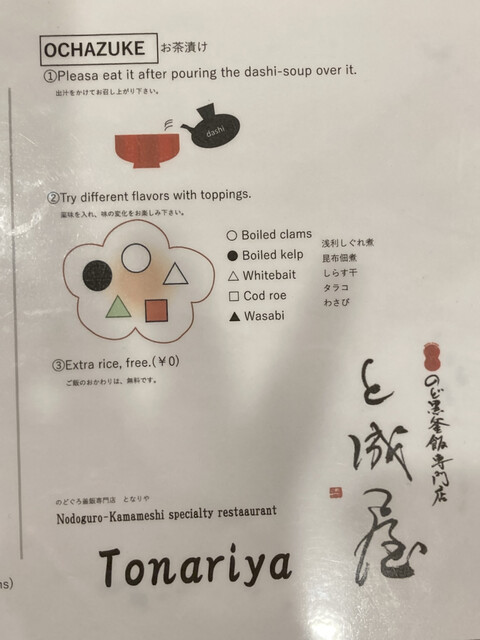 OCHAZUKE お茶漬け
①Pleasa eat it after pouring the dashi-soup over it.
出汁をかけてお召し上がり下さい。
dashi
②Try different flavors with toppings.
薬味を入れ、味の変化をお楽しみ下さい。
○ Boiled clams 浅利しぐれ煮
● Boiled kelp 昆布佃煮
△ Whitebait しらす干
□ Cod roe タラコ
▲ Wasabi わさび
③Extra rice, free.(￥0)
ご飯のおかわりは、無料です。
のど黒釜飯専門店
と成屋
のどぐろ釜飯専門店 となりや
Nodoguro-Kamameshi specialty restaaurant
Tonariya